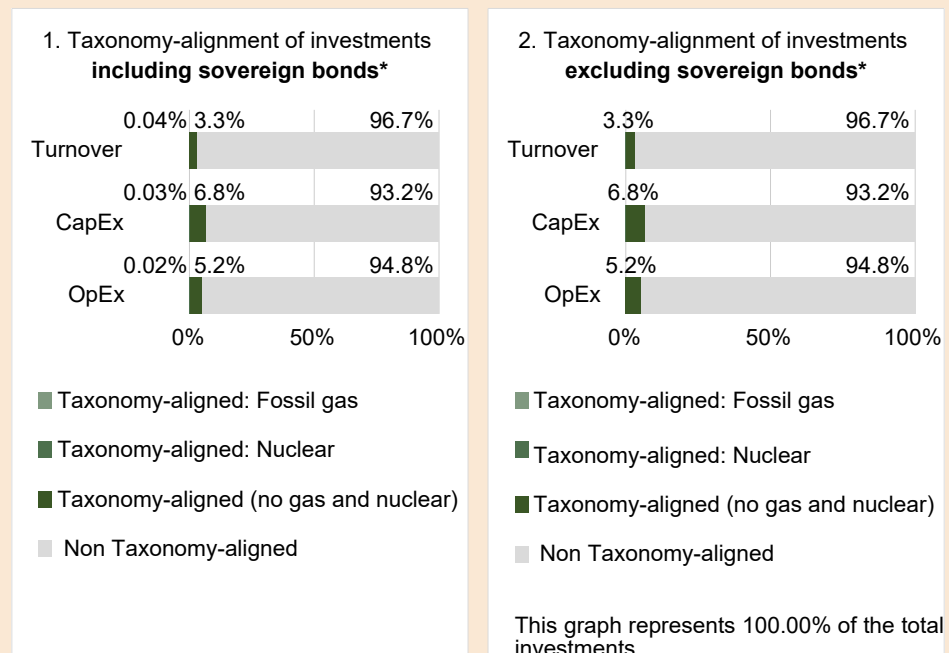 1. Taxonomy-alignment of investments
including sovereign bonds*
0.04% 3.3% 96.7%
Turnover
0.03% 6.8% 93.2%
CapEx
0.02% 5.2% 94.8%
OpEx
0% 50% 100%
Taxonomy-aligned: Fossil gas
Taxonomy-aligned: Nuclear
Taxonomy-aligned (no gas and nuclear)
Non Taxonomy-aligned
2. Taxonomy-alignment of investments
excluding sovereign bonds*
3.3% 96.7%
Turnover
6.8% 93.2%
CapEx
5.2% 94.8%
OpEx
0% 50% 100%
Taxonomy-aligned: Fossil gas
Taxonomy-aligned: Nuclear
Taxonomy-aligned (no gas and nuclear)
Non Taxonomy-aligned
This graph represents 100.00% of the total
investments